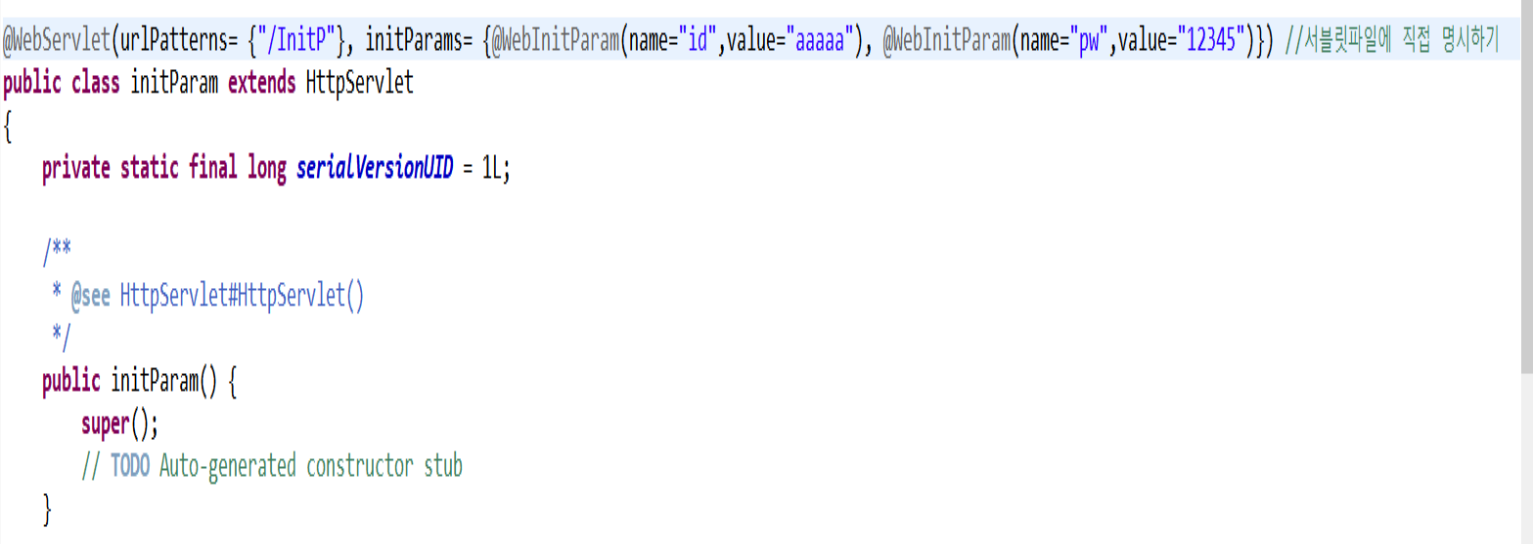 @WebServlet(urlPatterns= {"/InitP"}, initParams= {@WebInitParam(name="id",value="aaaaa"), @WebInitParam(name="pw",value="12345")}) //서블릿파일에 직접 명시하기
public class initParam extends HttpServlet
{
private static final long serialVersionUID = 1L;
/**
* @see HttpServlet#HttpServlet()
*/
public initParam() {
super();
// TODO Auto-generated constructor stub
}